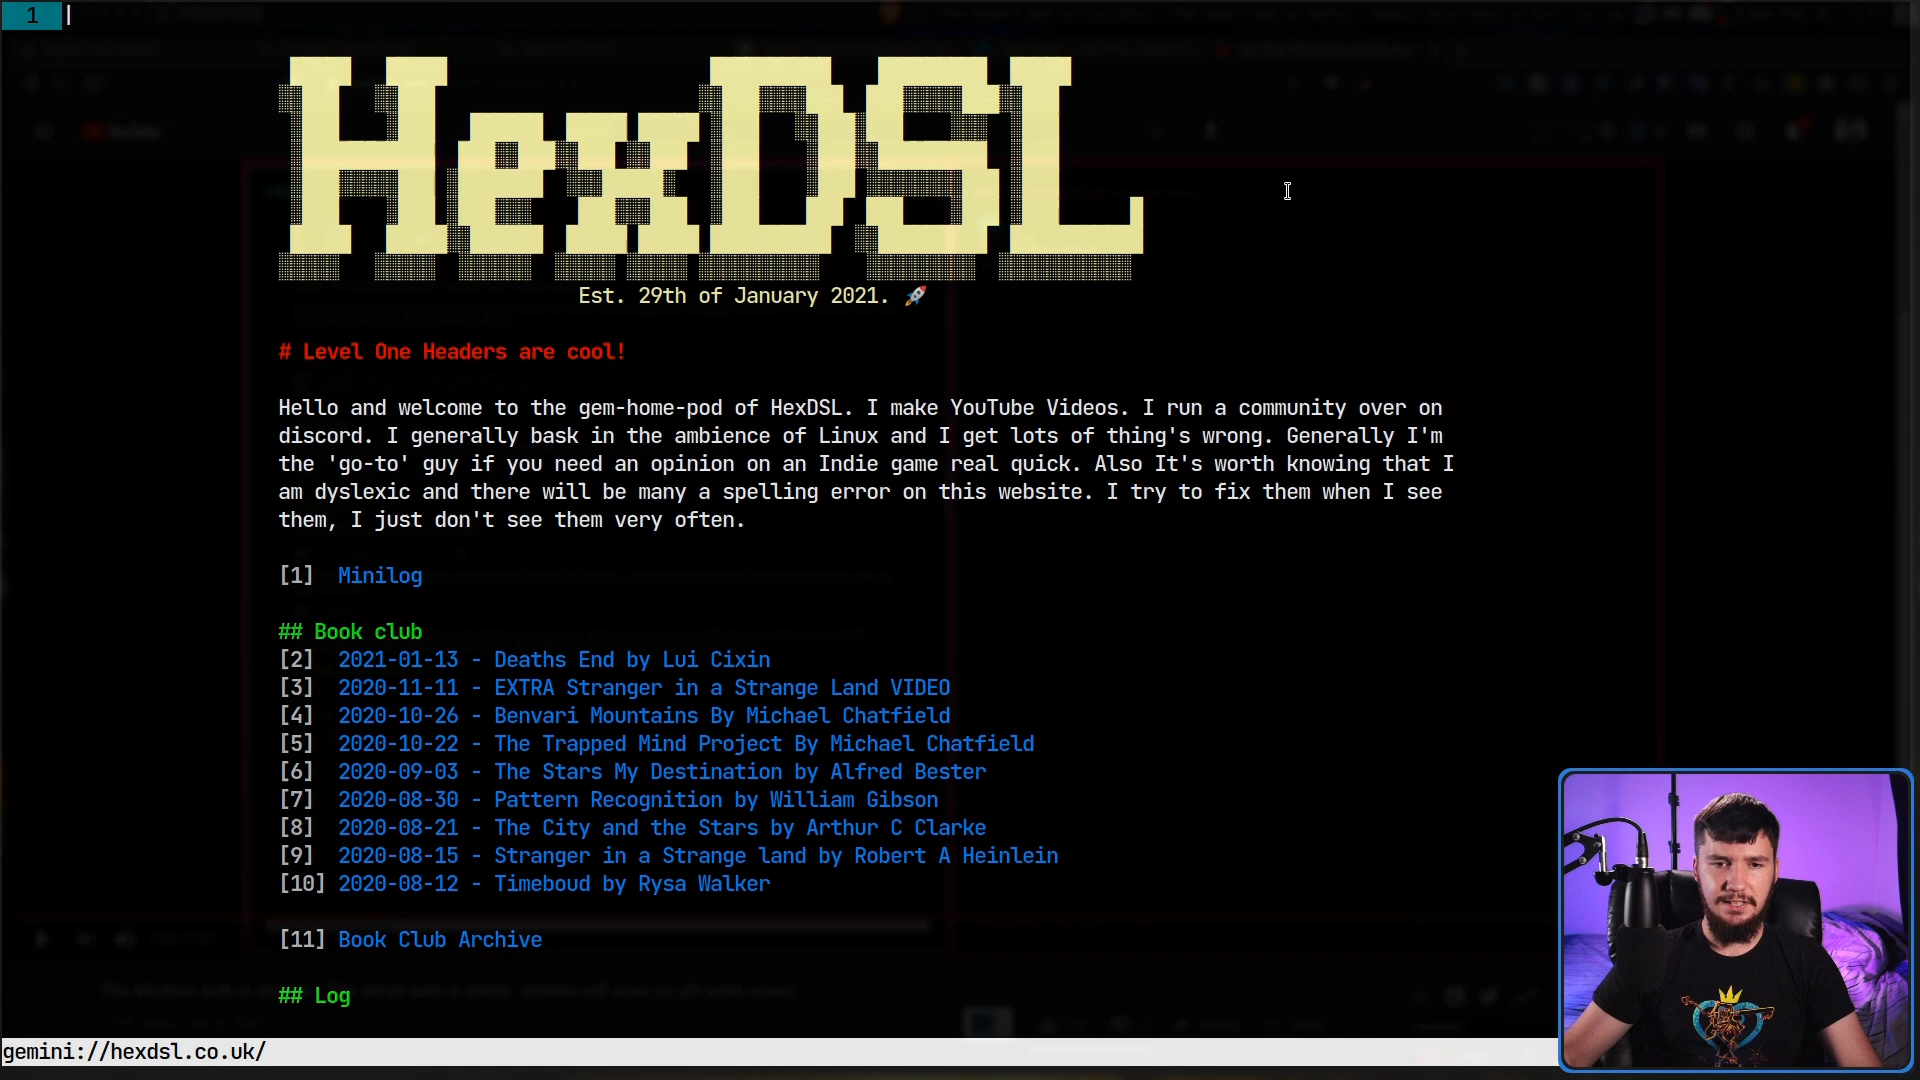 1
HexDSL
Est. 29th of January 2021. 🚀
# Level One Headers are cool!
Hello and welcome to the gem-home-pod of HexDSL. I make YouTube Videos. I run a community over on
discord. I generally bask in the ambience of Linux and I get lots of thing's wrong. Generally I'm
the 'go-to' guy if you need an opinion on an Indie game real quick. Also It's worth knowing that I
am dyslexic and there will be many a spelling error on this website. I try to fix them when I see
them, I just don't see them very often.
[1] Minilog
## Book club
[2] 2021-01-13 - Deaths End by Lui Cixin
[3] 2020-11-11 - EXTRA Stranger in a Strange Land VIDEO
[4] 2020-10-26 - Benvari Mountains By Michael Chatfield
[5] 2020-10-22 - The Trapped Mind Project By Michael Chatfield
[6] 2020-09-03 - The Stars My Destination by Alfred Bester
[7] 2020-08-30 - Pattern Recognition by William Gibson
[8] 2020-08-21 - The City and the Stars by Arthur C Clarke
[9] 2020-08-15 - Stranger in a Strange land by Robert A Heinlein
[10] 2020-08-12 - Timeboud by Rysa Walker
[11] Book Club Archive
## Log
gemini://hexdsl.co.uk/